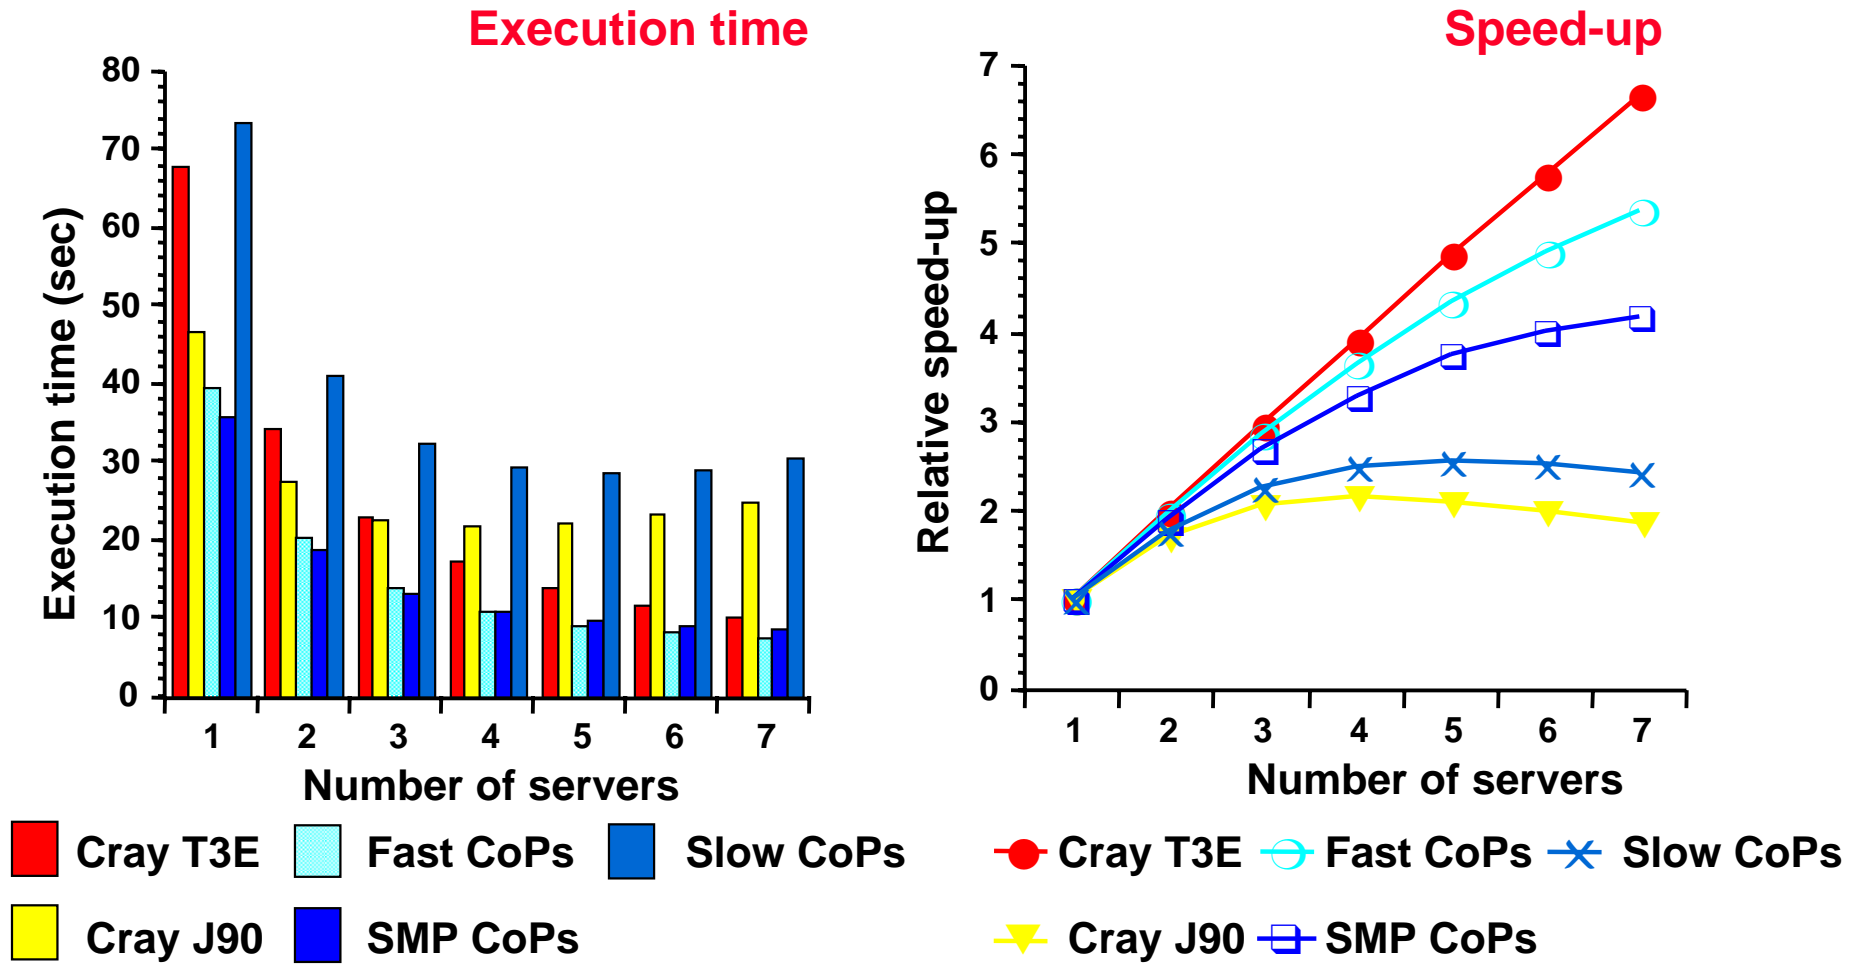 Execution time
80
70
60
50
40
30
20
10
0
Execution time (sec)
1 2 3 4 5 6 7
Number of servers
Cray T3E Fast CoPs Slow CoPs
Cray J90 SMP CoPs
Speed-up
7
6
5
4
3
2
1
0
Relative speed-up
1 2 3 4 5 6 7
Number of servers
Cray T3E Fast CoPs Slow CoPs
Cray J90 SMP CoPs